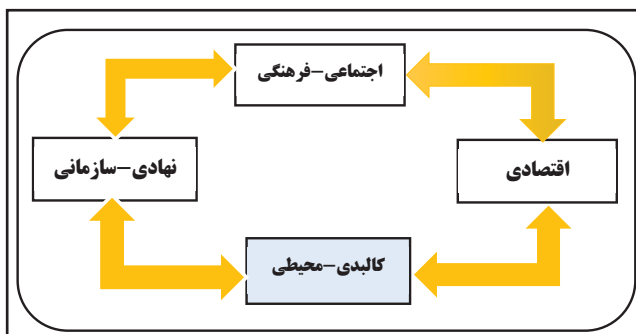 اجتماعی-فرهنگی
اقتصادی
نهادی-سازمانی
کالبدی-محیطی